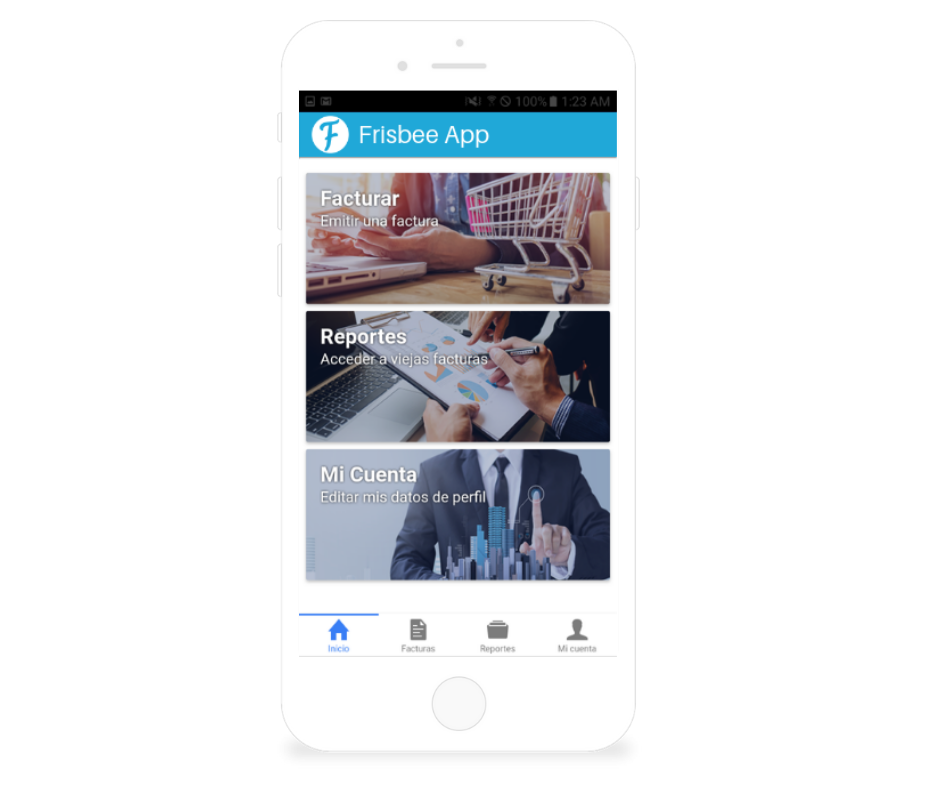 100% 1:23 AM
F Frisbee App
Facturar
Emitir una factura
Reportes
Acceder a viejas facturas
Mi Cuenta
Editar mis datos de perfil
Inicio
Facturas
Reportes
Mi cuenta